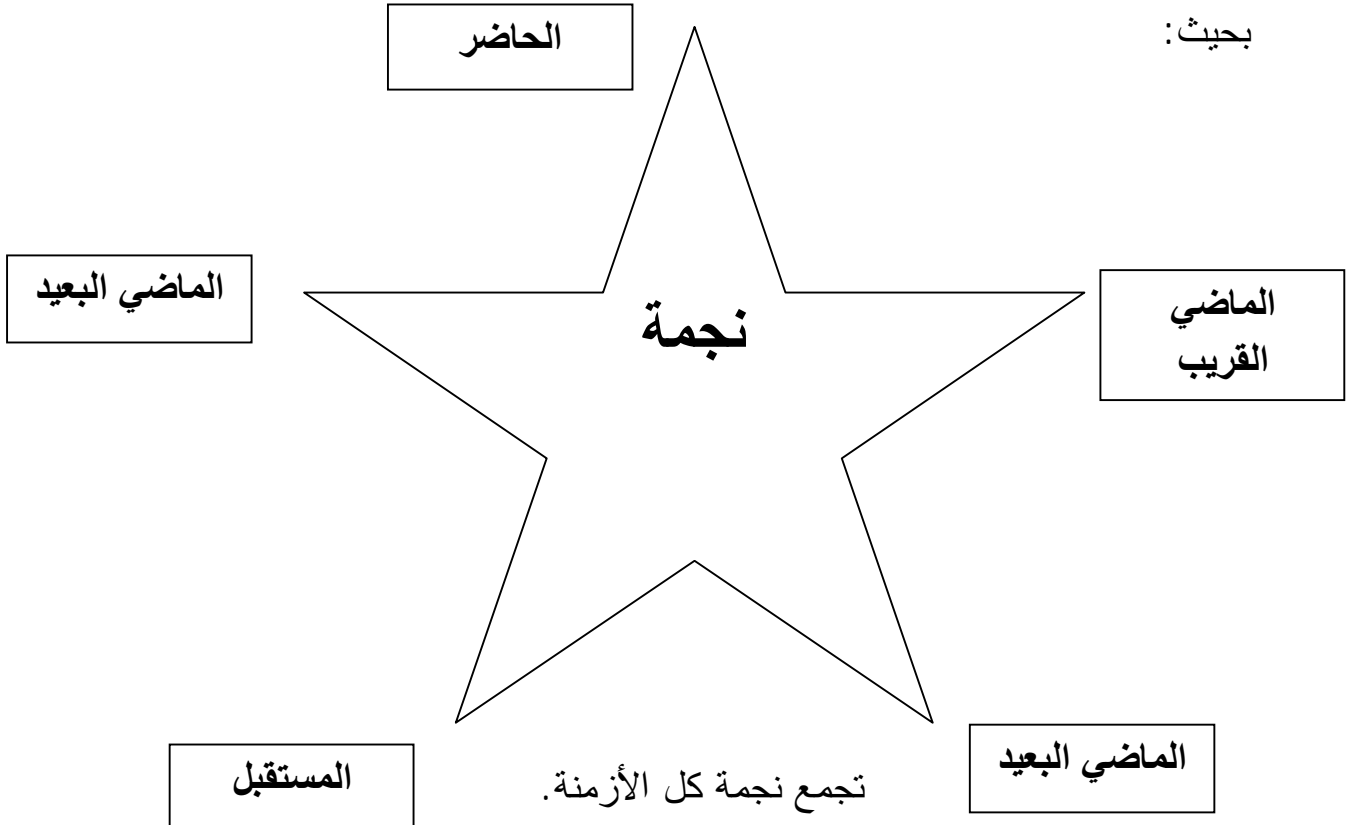 بحيث:
الحاضر
الماضي
القريب
نجمة
الماضي البعيد
الماضي البعيد
تجمع نجمة كل الأزمنة.
المستقبل